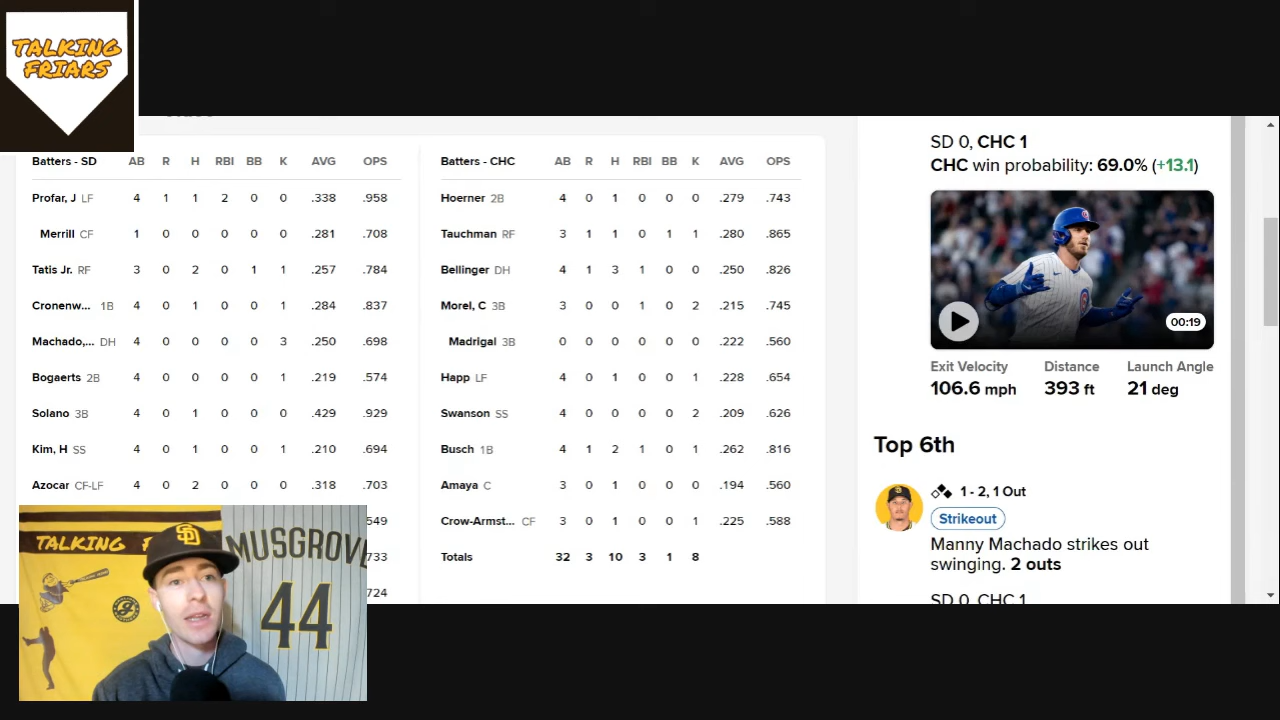 TALKING
FRIARS
Batters - SD AB R H RBI BB K AVG OPS
Profar, J LF 4 1 1 2 0 0 .338 .958
Merrill CF 1 0 0 0 0 0 .281 .708
Tatis Jr. RF 3 0 2 0 1 1 .257 .784
Cronenw... 1B 4 0 1 0 0 1 .284 .837
Machado,... DH 4 0 0 0 0 3 .250 .698
Bogaerts 2B 4 0 0 0 0 1 .219 .574
Solano 3B 4 0 1 0 0 0 .429 .929
Kim, H SS 4 0 1 0 0 1 .210 .694
Azocar CF-LF 4 0 2 0 0 0 .318 .703
549
733
724
Batters - CHC AB R H RBI BB K AVG OPS
Hoerner 2B 4 0 1 0 0 0 .279 .743
Tauchman RF 3 1 1 0 1 1 .280 .865
Bellinger DH 4 1 3 1 0 0 .250 .826
Morel, C 3B 3 0 0 1 0 2 .215 .745
Madrigal 3B 0 0 0 0 0 0 .222 .560
Happ LF 4 0 1 0 0 1 .228 .654
Swanson SS 4 0 0 0 0 2 .209 .626
Busch 1B 4 1 2 1 0 1 .262 .816
Amaya C 3 0 1 0 0 0 .194 .560
Crow-Armst... CF 3 0 1 0 0 1 .225 .588
Totals 32 3 10 3 1 8
SD 0, CHC 1
CHC win probability: 69.0% (+13.1)
00:19
Exit Velocity Distance Launch Angle
106.6 mph 393 ft 21 deg
Top 6th
1 - 2, 1 Out
Strikeout
Manny Machado strikes out
swinging. 2 outs
SD 0, CHC 1
TALKING F
SD
MUSGROV
44